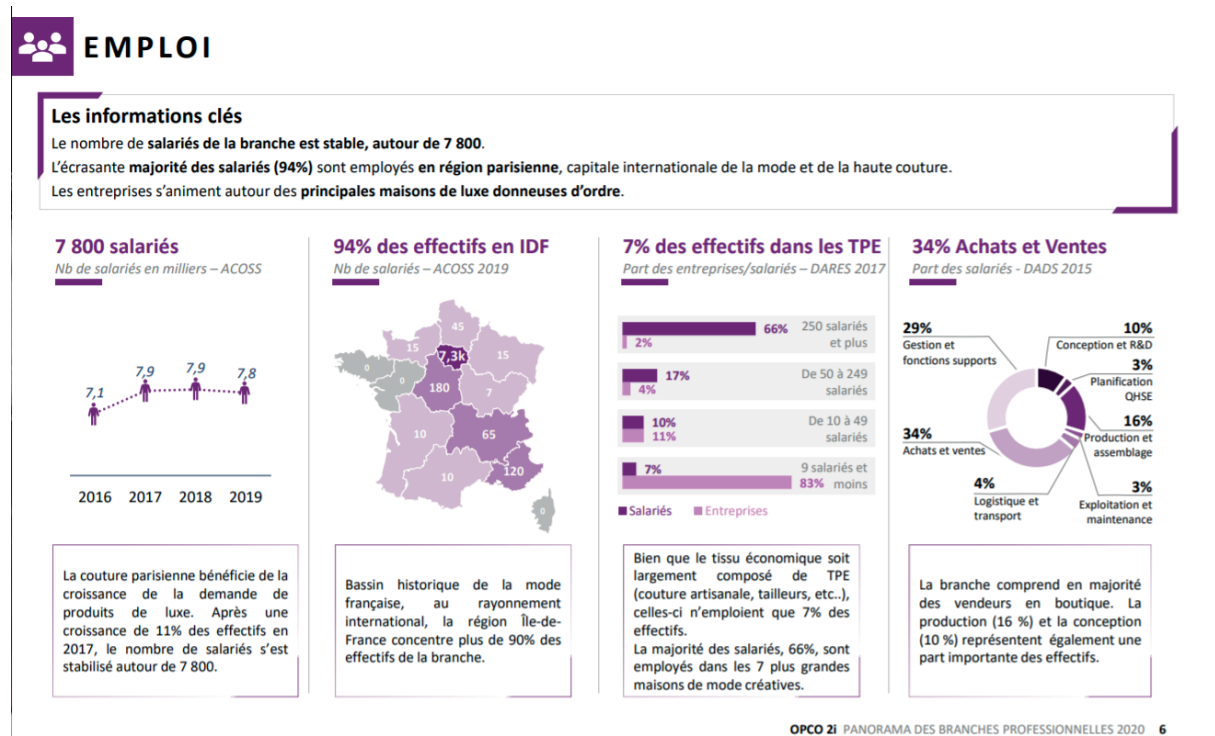 EMPLOI
Les informations clés
Le nombre de salariés de la branche est stable, autour de 7 800.
L'écrasante majorité des salariés (94%) sont employés en région parisienne, capitale internationale de la mode et de la haute couture.
Les entreprises s'animent autour des principales maisons de luxe donneuses d'ordre.
7 800 salariés
Nb de salariés en milliers – ACOSS
7,1
7,9
7,9
7,8
2016 2017 2018 2019
La couture parisienne bénéficie de la
croissance de la demande de
produits de luxe. Après une
croissance de 11% des effectifs en
2017, le nombre de salariés s'est
stabilisé autour de 7 800.
94% des effectifs en IDF
Nb de salariés – ACOSS 2019
45
15
7,3k
15
0
0
180
7
10
65
10
120
0
Bassin historique de la mode
française, au rayonnement
international, la région Île-de-
France concentre plus de 90% des
effectifs de la branche.
7% des effectifs dans les TPE
Part des entreprises/salariés – DARES 2017
66% 250 salariés
2% et plus
17% De 50 à 249
4% salariés
10% De 10 à 49
11% salariés
7% 9 salariés et
83% moins
Salariés Entreprises
Bien que le tissu économique soit
largement composé de TPE
(couture artisanale, tailleurs, etc..),
celles-ci n'emploient que 7% des
effectifs.
La majorité des salariés, 66%, sont
employés dans les 7 plus grandes
maisons de mode créatives.
34% Achats et Ventes
Part des salariés - DADS 2015
29%
Gestion et
fonctions supports
34%
Achats et ventes
4%
Logistique et
transport
10%
Conception et R&D
3%
Planification
QHSE
16%
Production et
assemblage
3%
Exploitation et
maintenance
La branche comprend en majorité
des vendeurs en boutique. La
production (16 %) et la conception
(10 %) représentent également une
part importante des effectifs.
OPCO 2i PANORAMA DES BRANCHES PROFESSIONNELLES 2020 6